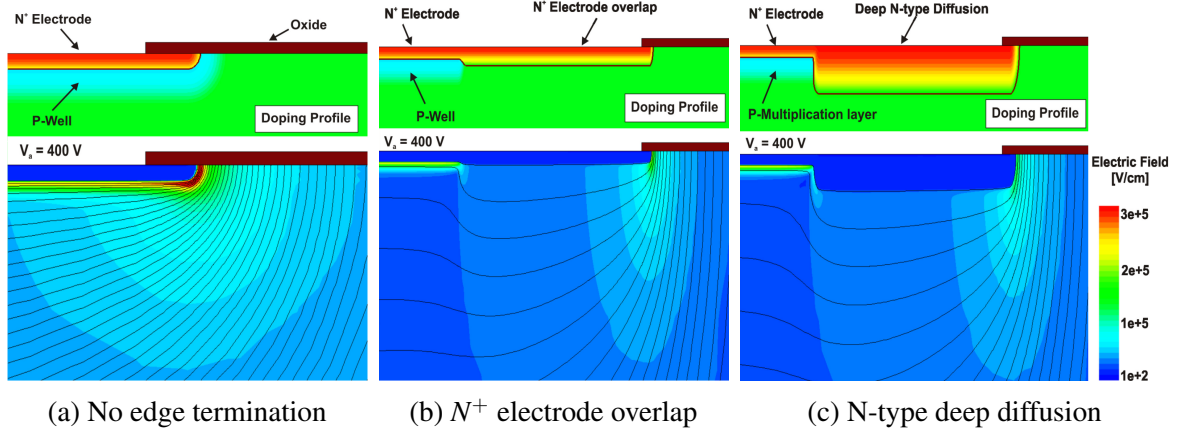 N⁺ Electrode
Oxide
P-Well
Doping Profile
Vₐ = 400 V
(a) No edge termination
N⁺ Electrode
N⁺ Electrode overlap
P-Well
Doping Profile
Vₐ = 400 V
(b) N⁺ electrode overlap
N⁺ Electrode
Deep N-type Diffusion
P-Multiplication layer
Doping Profile
Vₐ = 400 V
(c) N-type deep diffusion
Electric Field
[V/cm]
3e+5
2e+5
1e+5
1e+2